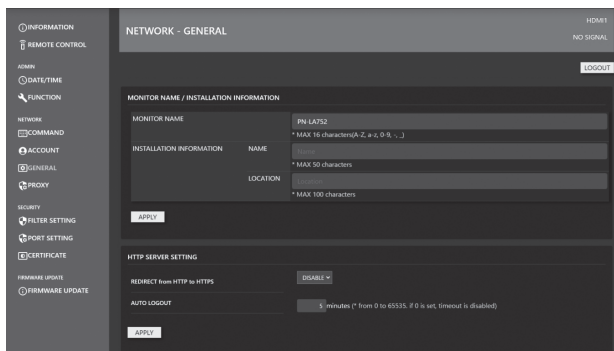 INFORMATION
REMOTE CONTROL
ADMIN
DATE/TIME
FUNCTION
NETWORK
COMMAND
ACCOUNT
GENERAL
PROXY
SECURITY
FILTER SETTING
PORT SETTING
CERTIFICATE
FIRMWARE UPDATE
FIRMWARE UPDATE
NETWORK - GENERAL
HDMI1
NO SIGNAL
LOGOUT
MONITOR NAME / INSTALLATION INFORMATION
MONITOR NAME PN-LA752
* MAX 16 characters(A-Z, a-z, 0-9, -, _)
INSTALLATION INFORMATION NAME Name
* MAX 50 characters
LOCATION Location
* MAX 100 characters
APPLY
HTTP SERVER SETTING
REDIRECT from HTTP to HTTPS DISABLE
AUTO LOGOUT 5 minutes (* from 0 to 65535. if 0 is set, timeout is disabled)
APPLY